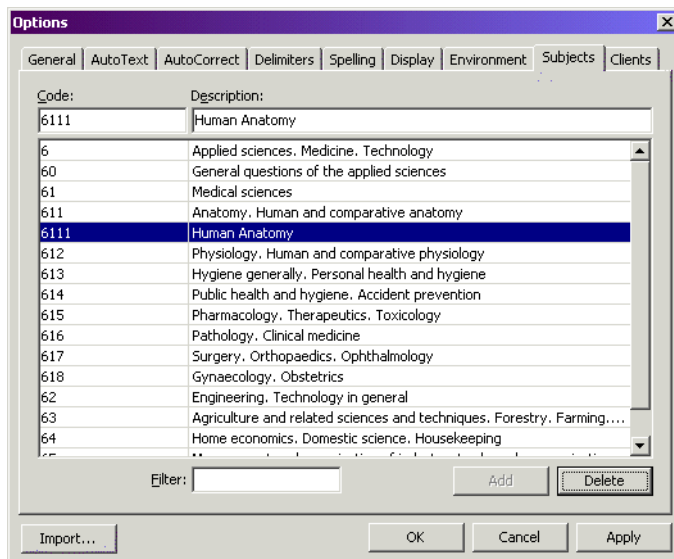 Options
General AutoText AutoCorrect Delimiters Spelling Display Environment Subjects Clients
Code: Description:
6111 Human Anatomy
6 Applied sciences. Medicine. Technology
60 General questions of the applied sciences
61 Medical sciences
611 Anatomy. Human and comparative anatomy
6111 Human Anatomy
612 Physiology. Human and comparative physiology
613 Hygiene generally. Personal health and hygiene
614 Public health and hygiene. Accident prevention
615 Pharmacology. Therapeutics. Toxicology
616 Pathology. Clinical medicine
617 Surgery. Orthopaedics. Ophthalmology
618 Gynaecology. Obstetrics
62 Engineering. Technology in general
63 Agriculture and related sciences and techniques. Forestry. Farming....
64 Home economics. Domestic science. Housekeeping
Filter: Add Delete
Import... OK Cancel Apply